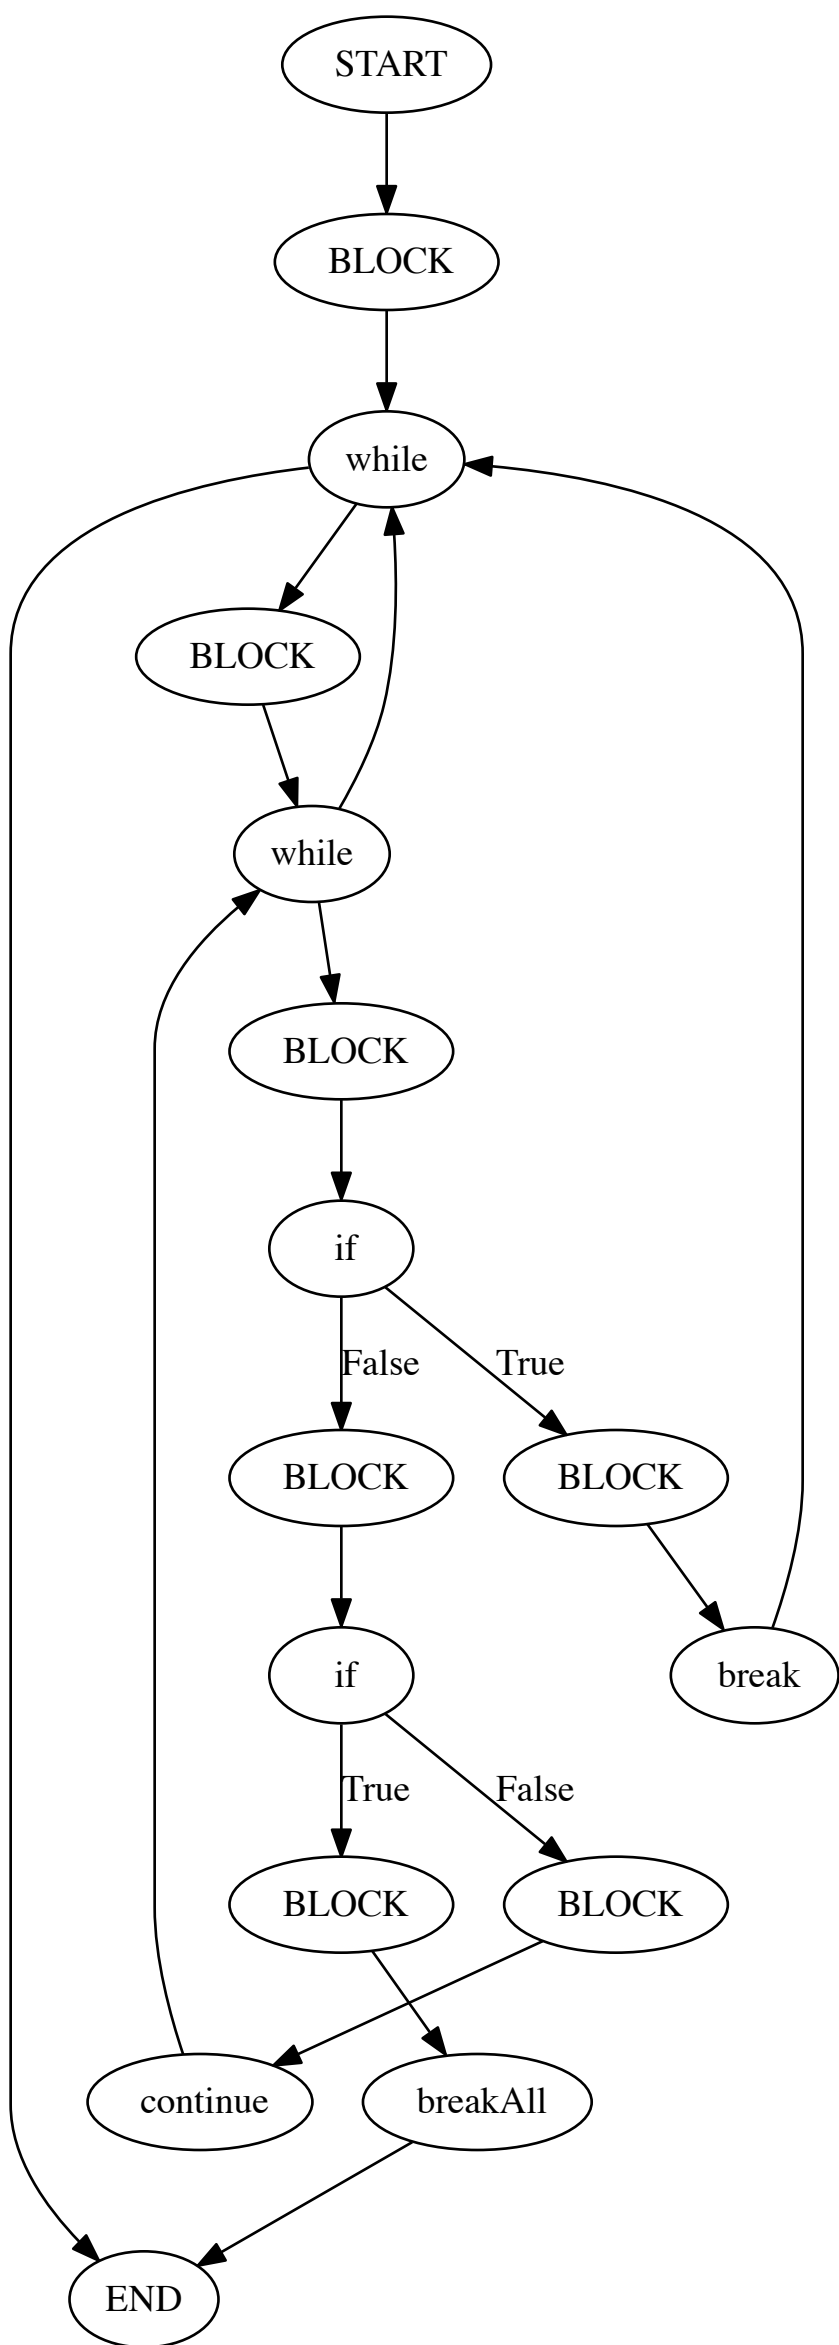 START
BLOCK
while
BLOCK
while
BLOCK
if
False
True
BLOCK
BLOCK
if
break
True
False
BLOCK
BLOCK
continue
breakAll
END